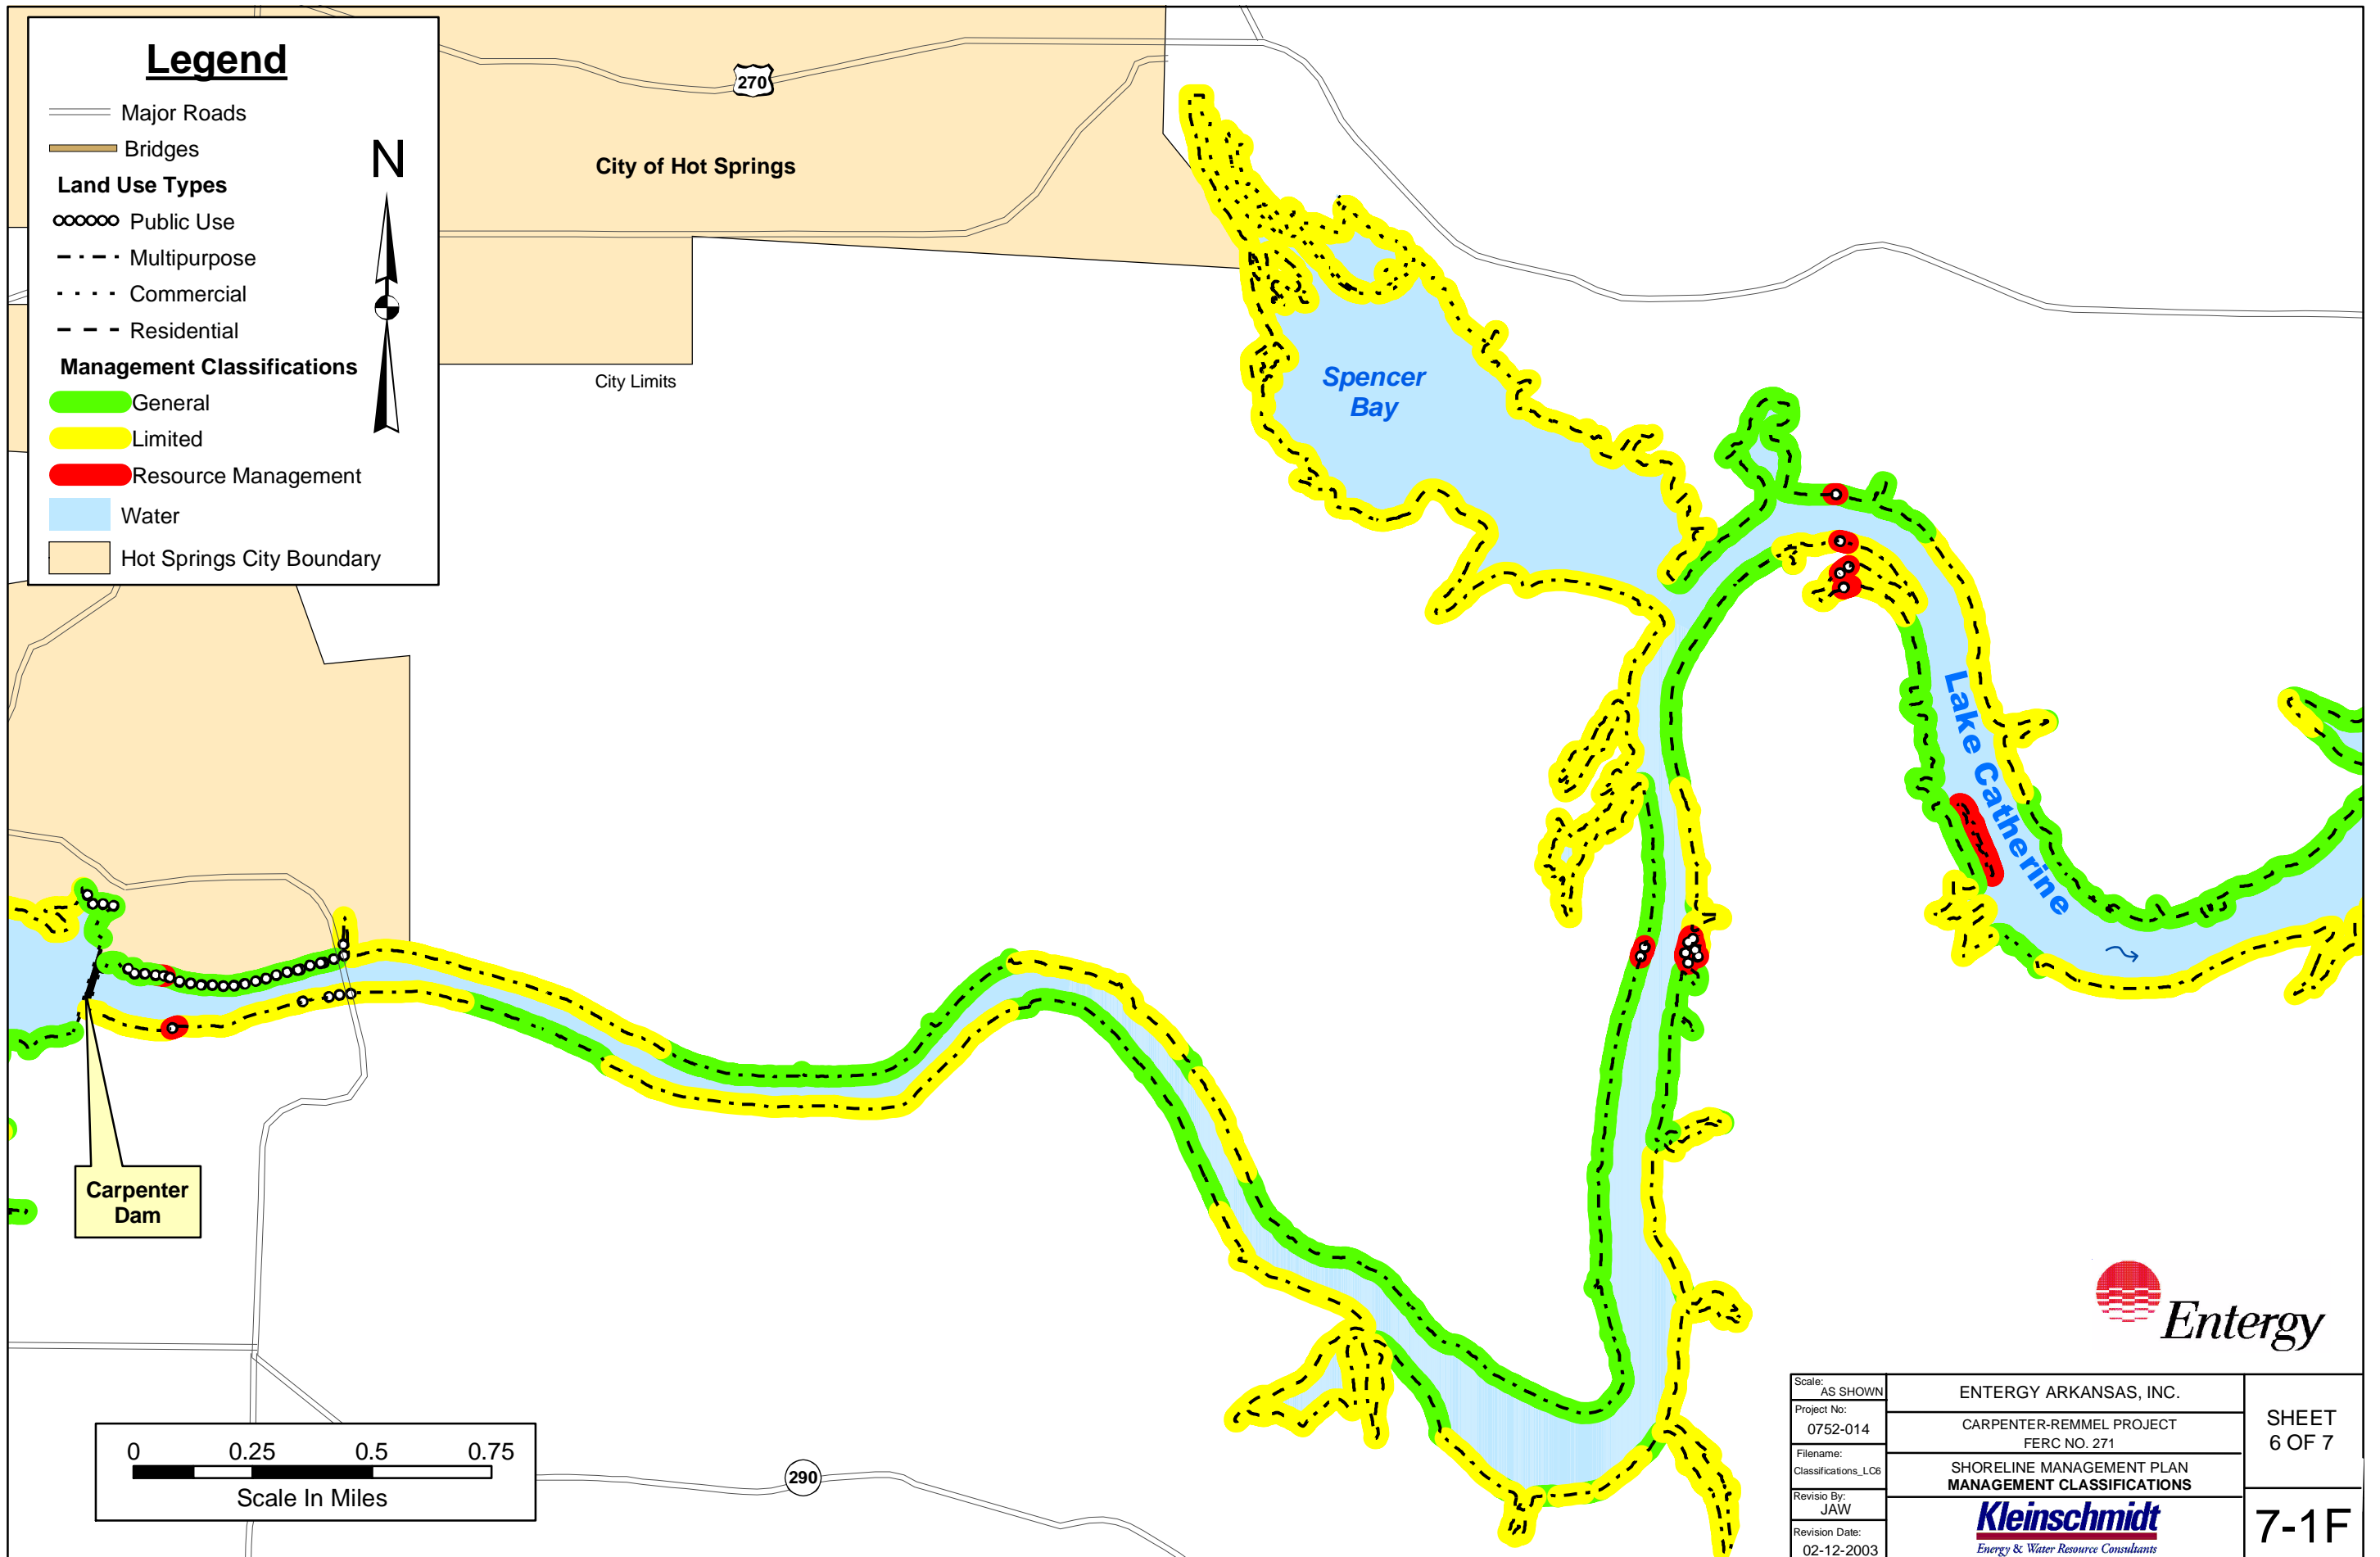 Legend
Major Roads
Bridges
N
Land Use Types
Public Use
Multipurpose
Commercial
Residential
Management Classifications
General
Limited
Resource Management
Water
Hot Springs City Boundary
270
City of Hot Springs
City Limits
Spencer
Bay
Lake Catherine
Carpenter
Dam
0 0.25 0.5 0.75
Scale In Miles
290
Entergy
Scale:
AS SHOWN
Project No:
0752-014
Filename:
Classifications_LC6
Revisio By:
JAW
Revision Date:
02-12-2003
ENTERGY ARKANSAS, INC.
CARPENTER-REMMEL PROJECT
FERC NO. 271
SHORELINE MANAGEMENT PLAN
MANAGEMENT CLASSIFICATIONS
Kleinschmidt
Energy & Water Resource Consultants
SHEET
6 OF 7
7-1F